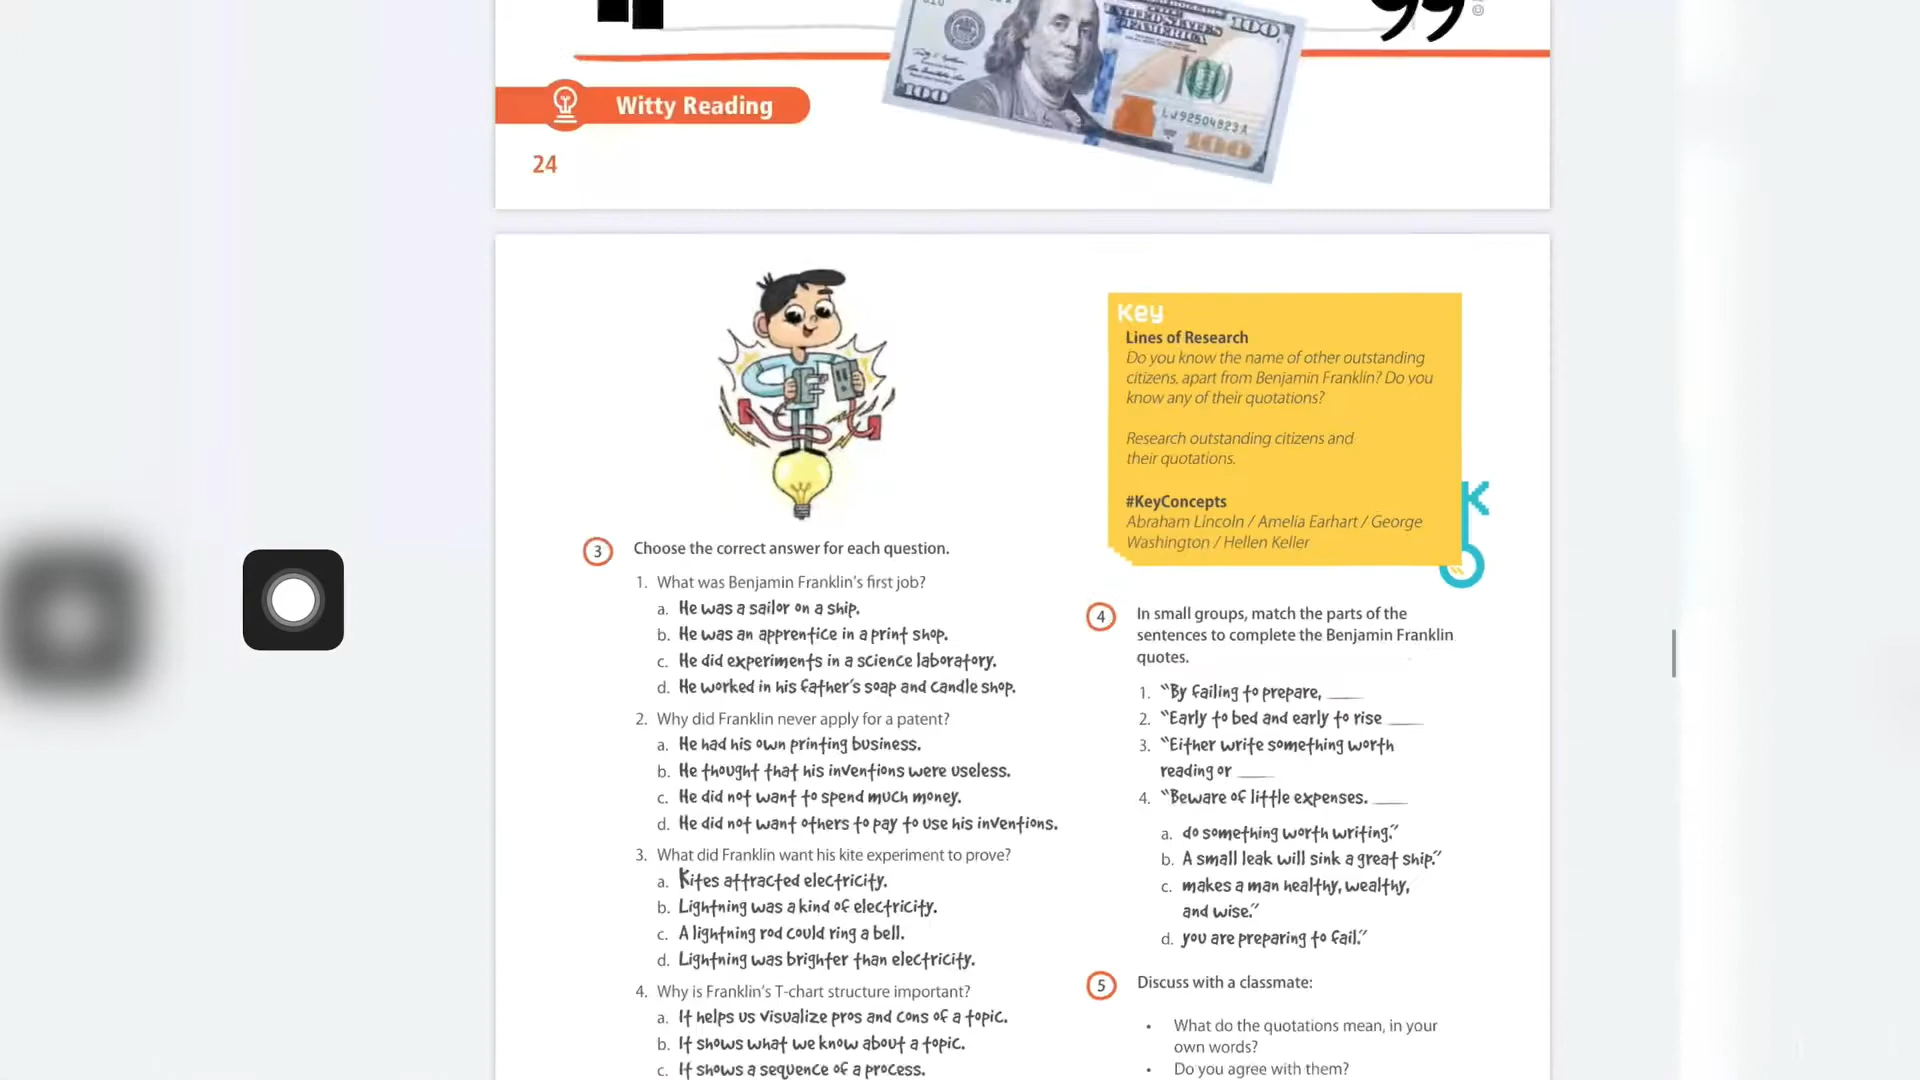 100
UNITED STATES
OF AMERICA
100
LJ92504823A
100
Witty Reading
24
Key
Lines of Research
Do you know the name of other outstanding
citizens, apart from Benjamin Franklin? Do you
know any of their quotations?
Research outstanding citizens and
their quotations.
#KeyConcepts
Abraham Lincoln / Amelia Earhart / George
Washington / Hellen Keller
3 Choose the correct answer for each question.
1. What was Benjamin Franklin's first job?
a. He was a sailor on a ship.
b. He was an apprentice in a print shop.
c. He did experiments in a science laboratory.
d. He worked in his father's soap and candle shop.
2. Why did Franklin never apply for a patent?
a. He had his own printing business.
b. He thought that his inventions were useless.
c. He did not want to spend much money.
d. He did not want others to pay to use his inventions.
3. What did Franklin want his kite experiment to prove?
a. Kites attracted electricity.
b. Lightning was a kind of electricity.
c. A lightning rod could ring a bell.
d. Lightning was brighter than electricity.
4. Why is Franklin's T-chart structure important?
a. It helps us visualize pros and cons of a topic.
b. It shows what we know about a topic.
c. It shows a sequence of a process.
4 In small groups, match the parts of the
sentences to complete the Benjamin Franklin
quotes.
1. "By failing to prepare, ____
2. "Early to bed and early to rise ____
3. "Either write something worth
reading or ____
4. "Beware of little expenses. ____
a. do something worth writing."
b. A small leak will sink a great ship."
c. makes a man healthy, wealthy,
and wise."
d. you are preparing to fail."
5 Discuss with a classmate:
• What do the quotations mean, in your
own words?
• Do you agree with them?